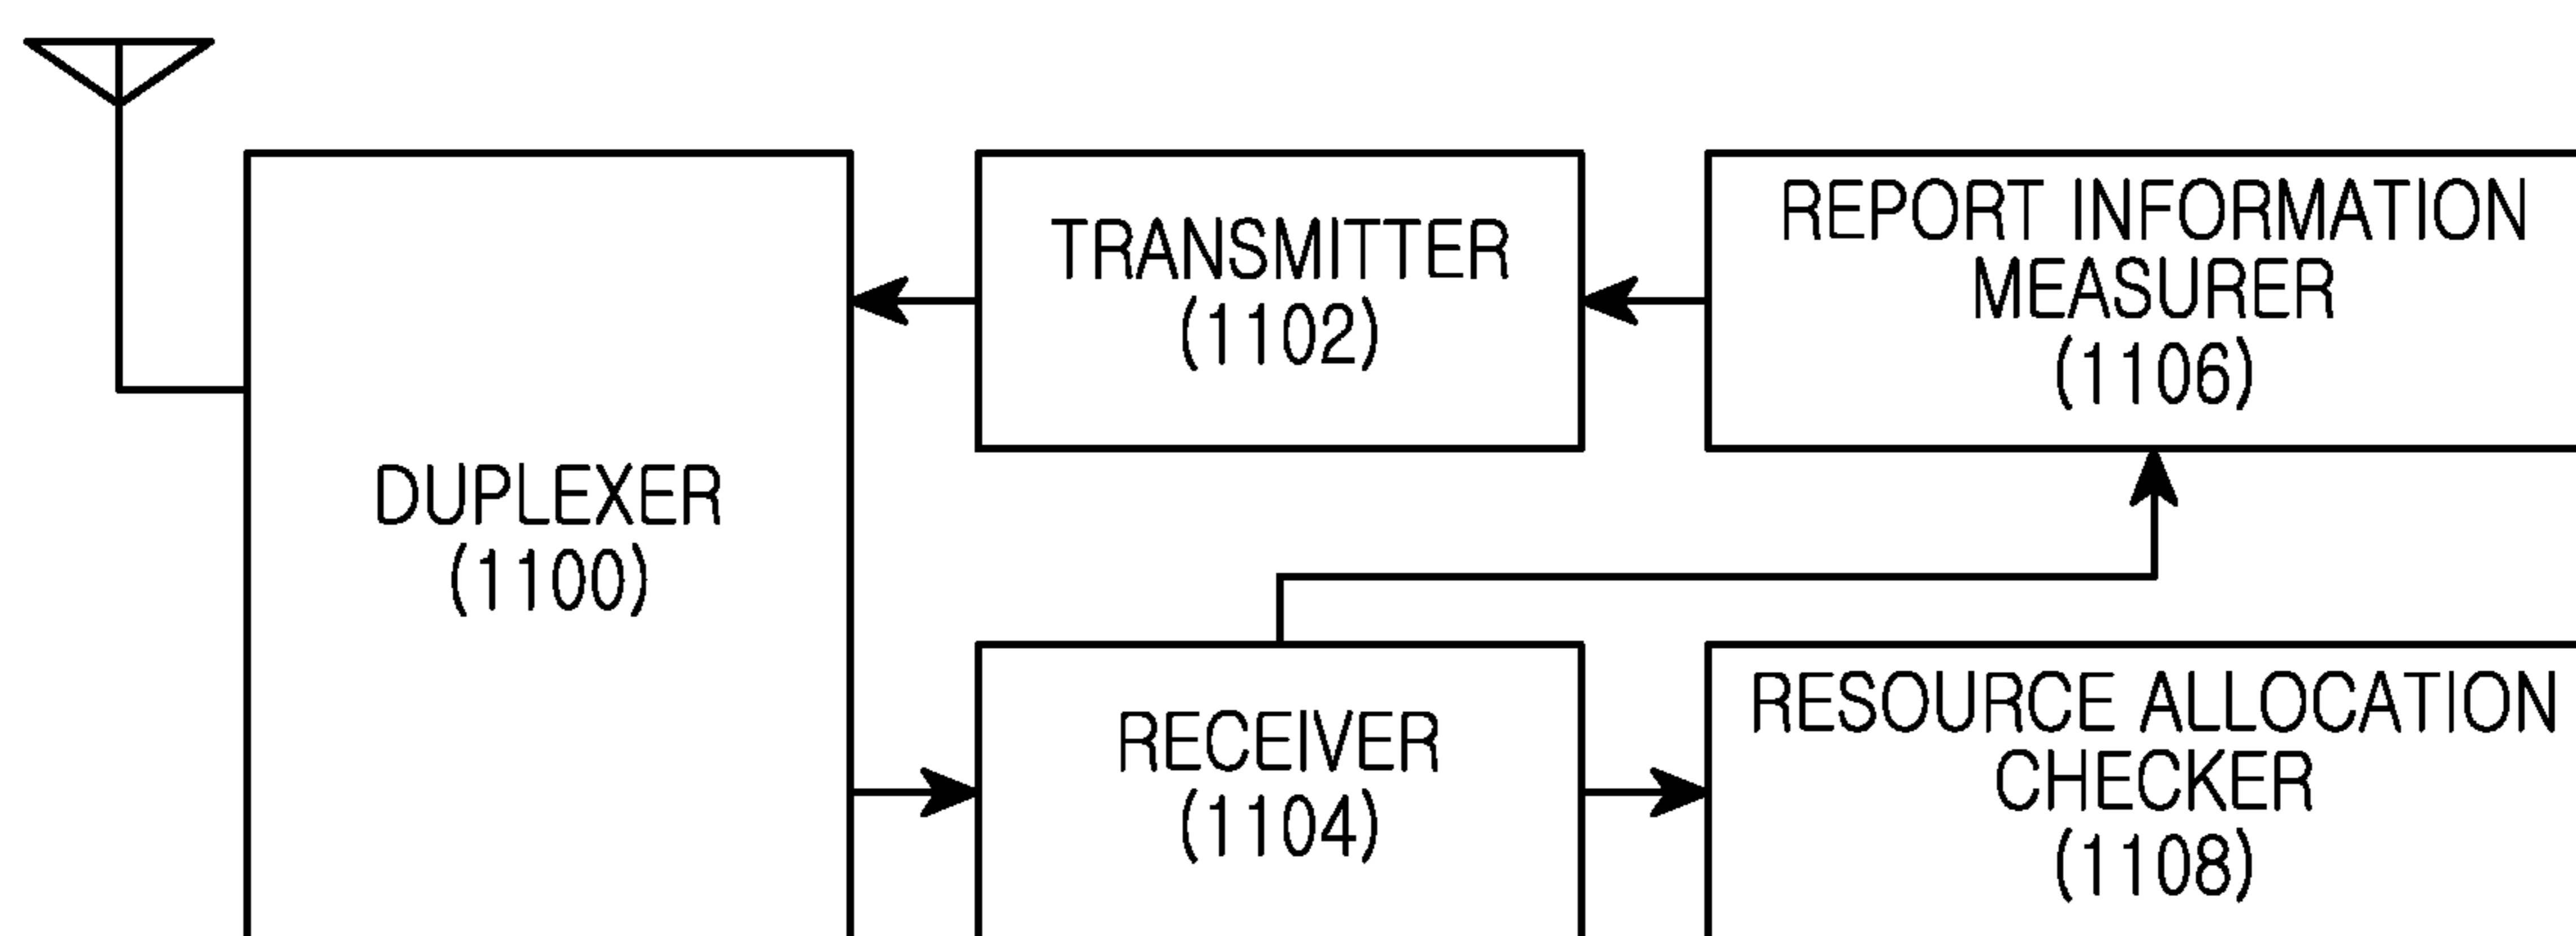 DUPLEXER
(1100)
TRANSMITTER
(1102)
REPORT INFORMATION
MEASURER
(1106)
RECEIVER
(1104)
RESOURCE ALLOCATION
CHECKER
(1108)